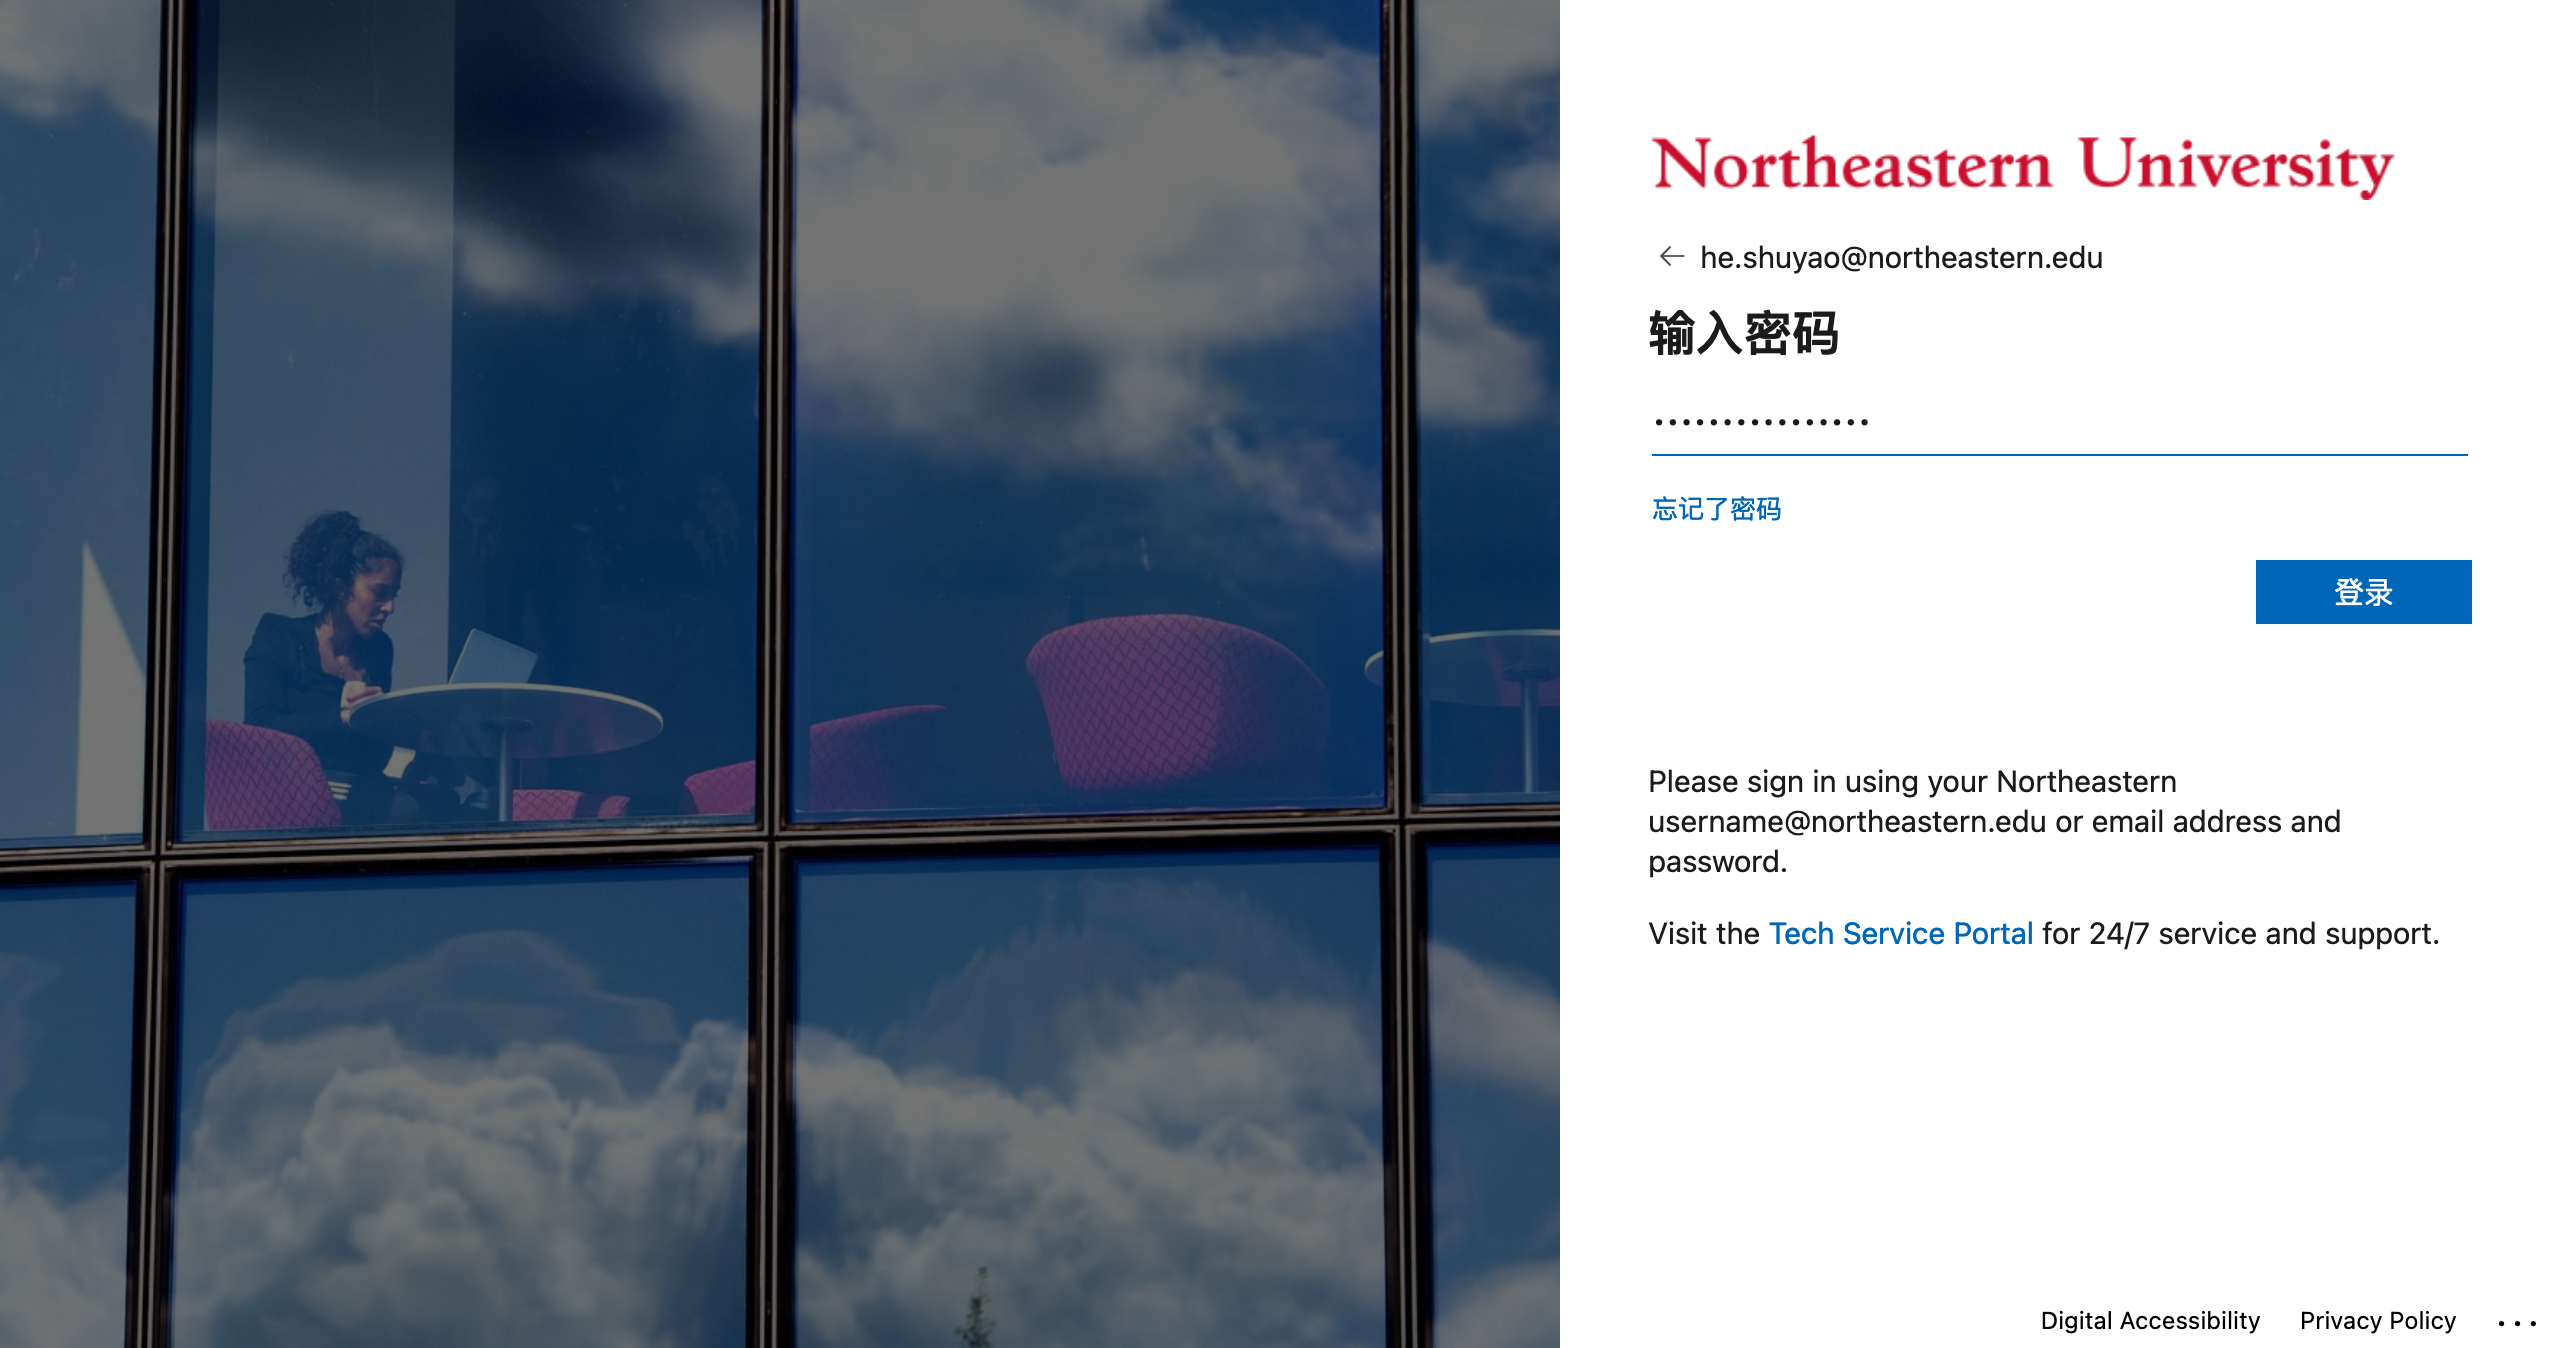 Northeastern University
he.shuyao@northeastern.edu
输入密码
................
忘记了密码
登录
Please sign in using your Northeastern
username@northeastern.edu or email address and
password.
Visit the Tech Service Portal for 24/7 service and support.
Digital Accessibility Privacy Policy ...